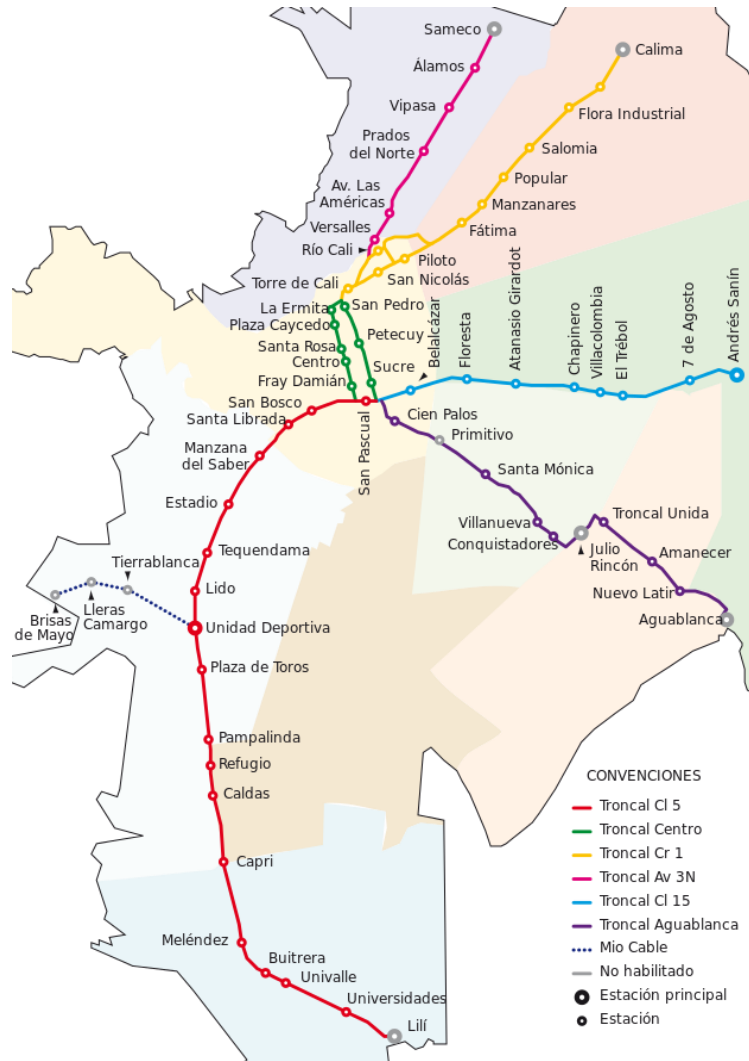 Sameco
Calima
Álamos
Vipasa
Flora Industrial
Prados
del Norte
Salomia
Popular
Av. Las
Américas
Manzanares
Versalles
Fátima
Río Cali
Piloto
San Nicolás
Torre de Cali
La Ermita
San Pedro
Plaza Caycedo
Petecuy
Santa Rosa
Centro
Sucre
Fray Damián
Belalcázar
Floresta
Atanasio Girardot
Chapinero
Villacolombia
El Trébol
7 de Agosto
Andrés Sanín
San Bosco
Santa Librada
San Pascual
Cien Palos
Primitivo
Manzana
del Saber
Santa Mónica
Estadio
Villanueva
Conquistadores
Troncal Unida
Julio
Rincón
Amanecer
Nuevo Latir
Aguablanca
Tequendama
Tierrablanca
Lido
Lleras
Camargo
Brisas
de Mayo
Unidad Deportiva
Plaza de Toros
Pampalinda
Refugio
Caldas
Capri
Meléndez
Buitrera
Univalle
Universidades
Lilí
CONVENCIONES
Troncal Cl 5
Troncal Centro
Troncal Cr 1
Troncal Av 3N
Troncal Cl 15
Troncal Aguablanca
Mio Cable
No habilitado
Estación principal
Estación